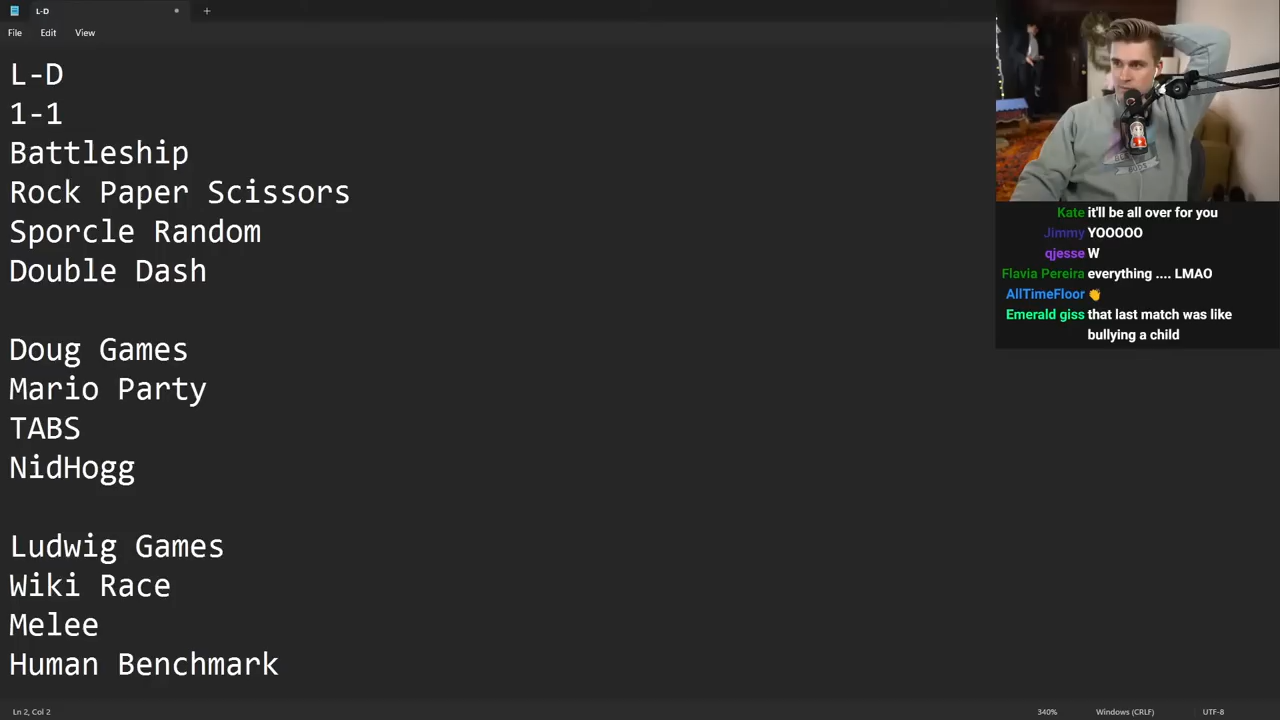 L-D
File
Edit
View
L-D
1-1
Battleship
Rock Paper Scissors
Sporcle Random
Double Dash
Doug Games
Mario Party
TABS
NidHogg
Ludwig Games
Wiki Race
Melee
Human Benchmark
Kate it'll be all over for you
Jimmy YOOOOO
qjesse W
Flavia Pereira everything .... LMAO
AllTimeFloor 👏
Emerald giss that last match was like
bullying a child
Ln 2, Col 2
340%
Windows (CRLF)
UTF-8